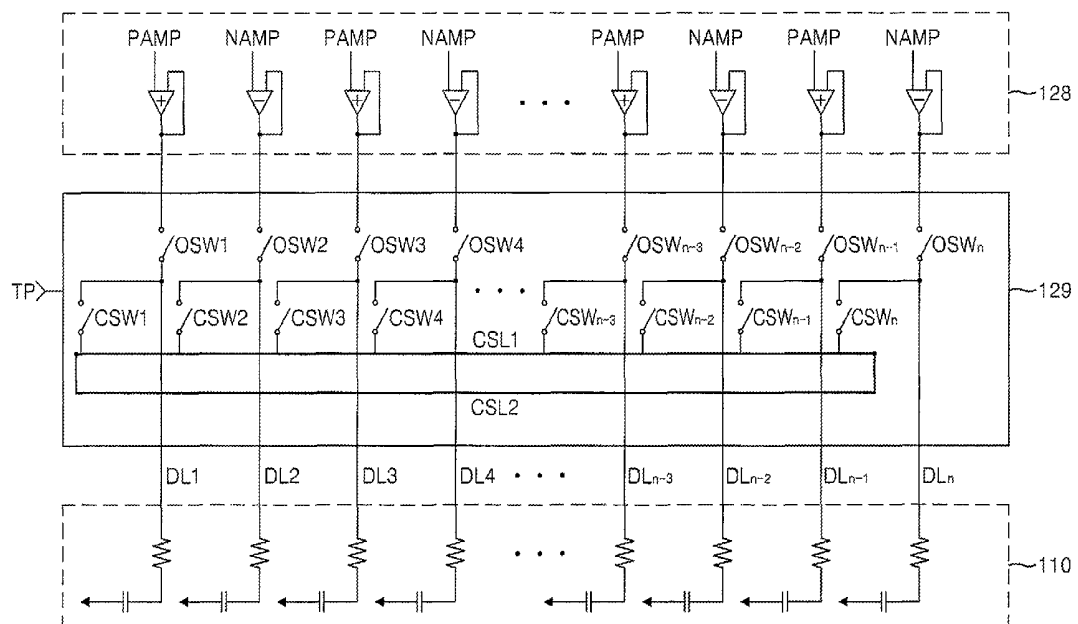 PAMP NAMP PAMP NAMP PAMP NAMP PAMP NAMP
128
OSW1 OSW2 OSW3 OSW4 OSWn-3 OSWn-2 OSWn-1 OSWn
TP 129
CSW1 CSW2 CSW3 CSW4 CSWn-3 CSWn-2 CSWn-1 CSWn
CSL1
CSL2
DL1 DL2 DL3 DL4 DLn-3 DLn-2 DLn-1 DLn
110